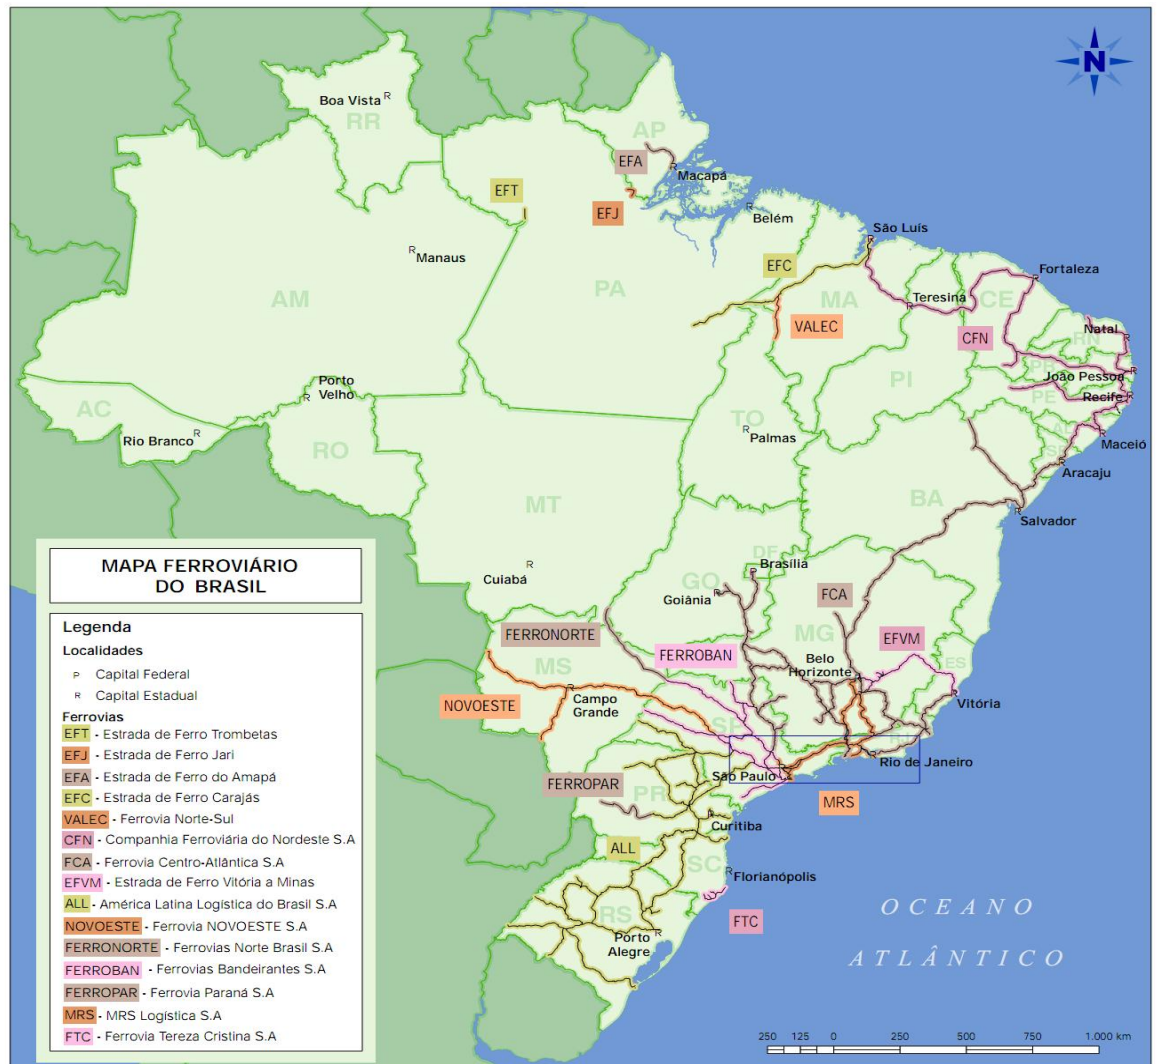 N
Boa Vista R
RR
AP
EFA
R
Macapá
EFT
EFJ
R
Belém
São Luís
R
R
Manaus
EFC
Fortaleza
R
AM
PA
MA
Teresina
R
CE
VALEC
CFN
Natal R
RN
PI
PB
João Pessoa R
Porto
Velho
R
AC
PE
Recife R
Rio Branco R
RO
TO
R
Palmas
AL
R
Maceió
SE
R
Aracaju
MT
BA
R
Salvador
R
Cuiabá
DF
P
Brasília
GO
Goiânia R
FCA
FERRONORTE
MG
EFVM
FERROBAN
MS
Belo
Horizonte
R
ES
R
Vitória
NOVOESTE
R
Campo
Grande
SP
RJ
R
Rio de Janeiro
São Paulo R
FERROPAR
PR
MRS
R
Curitiba
ALL
SC
R
Florianópolis
RS
FTC
Porto
Alegre
R
OCEANO
ATLÂNTICO
250 125 0 250 500 750 1.000 km
MAPA FERROVIÁRIO
DO BRASIL
Legenda
Localidades
P Capital Federal
R Capital Estadual
Ferrovias
EFT - Estrada de Ferro Trombetas
EFJ - Estrada de Ferro Jari
EFA - Estrada de Ferro do Amapá
EFC - Estrada de Ferro Carajás
VALEC - Ferrovia Norte-Sul
CFN - Companhia Ferroviária do Nordeste S.A
FCA - Ferrovia Centro-Atlântica S.A
EFVM - Estrada de Ferro Vitória a Minas
ALL - América Latina Logística do Brasil S.A
NOVOESTE - Ferrovia NOVOESTE S.A
FERRONORTE - Ferrovias Norte Brasil S.A
FERROBAN - Ferrovias Bandeirantes S.A
FERROPAR - Ferrovia Paraná S.A
MRS - MRS Logística S.A
FTC - Ferrovia Tereza Cristina S.A